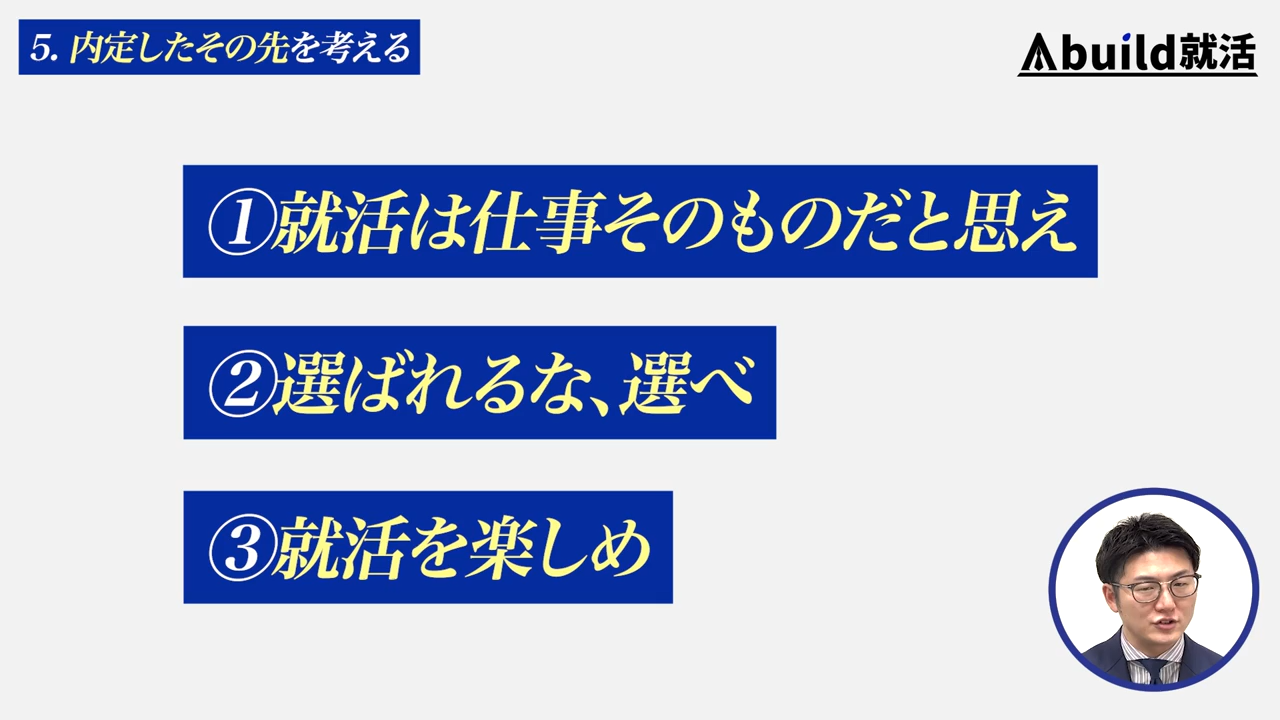 5. 内定したその先を考える
Abuild就活
①就活は仕事そのものだと思え
②選ばれるな、選べ
③就活を楽しめ